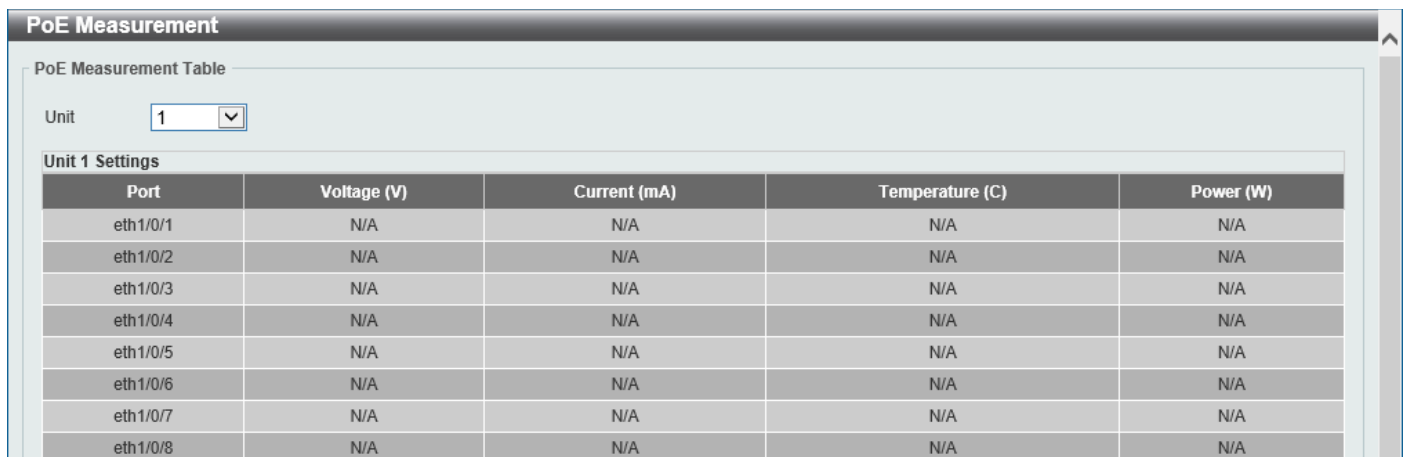 PoE Measurement
PoE Measurement Table
Unit 1
Unit 1 Settings
Port Voltage (V) Current (mA) Temperature (C) Power (W)
eth1/0/1 N/A N/A N/A N/A
eth1/0/2 N/A N/A N/A N/A
eth1/0/3 N/A N/A N/A N/A
eth1/0/4 N/A N/A N/A N/A
eth1/0/5 N/A N/A N/A N/A
eth1/0/6 N/A N/A N/A N/A
eth1/0/7 N/A N/A N/A N/A
eth1/0/8 N/A N/A N/A N/A